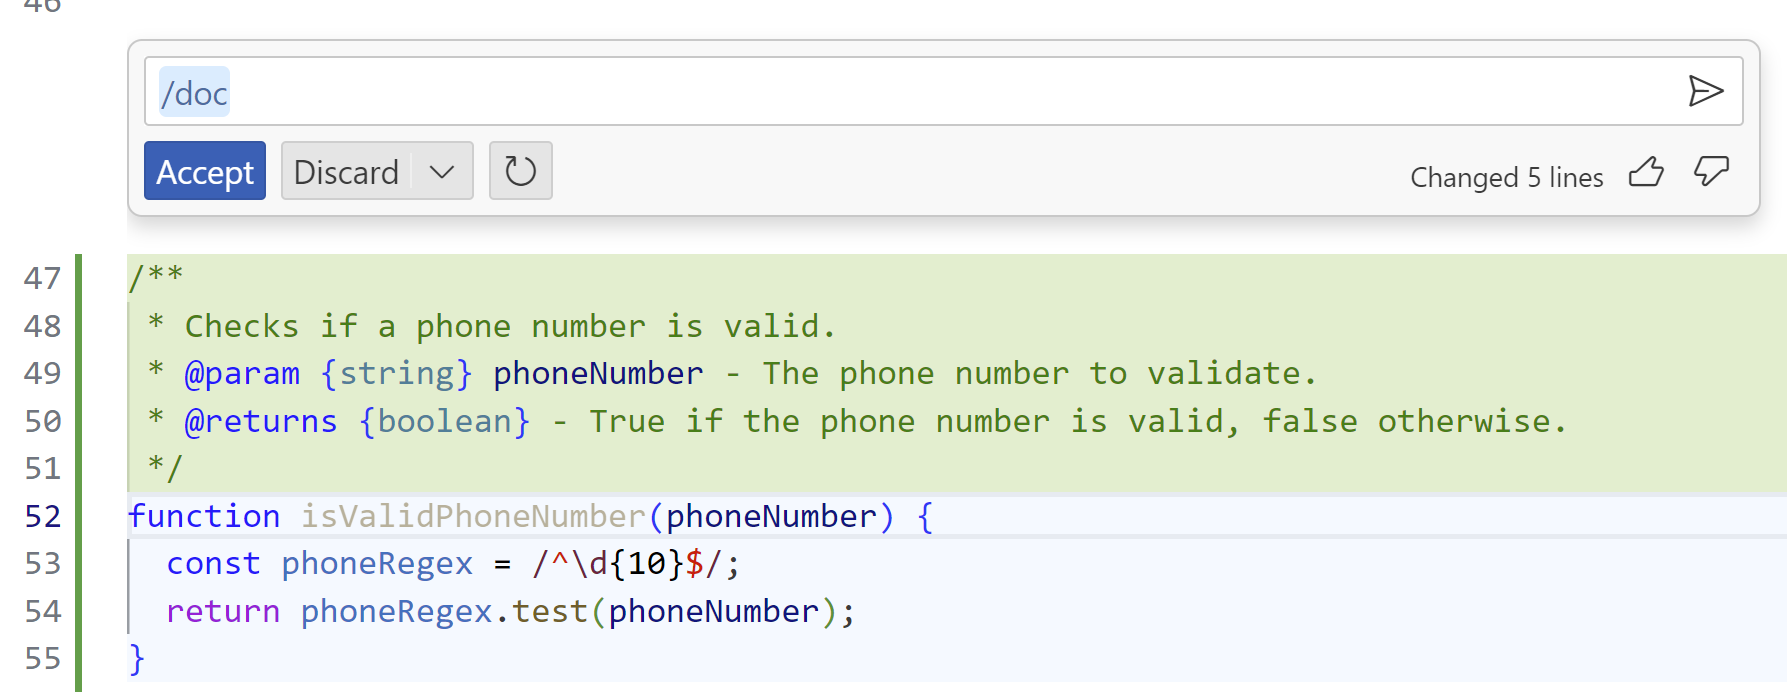 46
/doc
Accept Discard Changed 5 lines
47 /**
48 * Checks if a phone number is valid.
49 * @param {string} phoneNumber - The phone number to validate.
50 * @returns {boolean} - True if the phone number is valid, false otherwise.
51 */
52 function isValidPhoneNumber(phoneNumber) {
53 const phoneRegex = /^\d{10}$/;
54 return phoneRegex.test(phoneNumber);
55 }